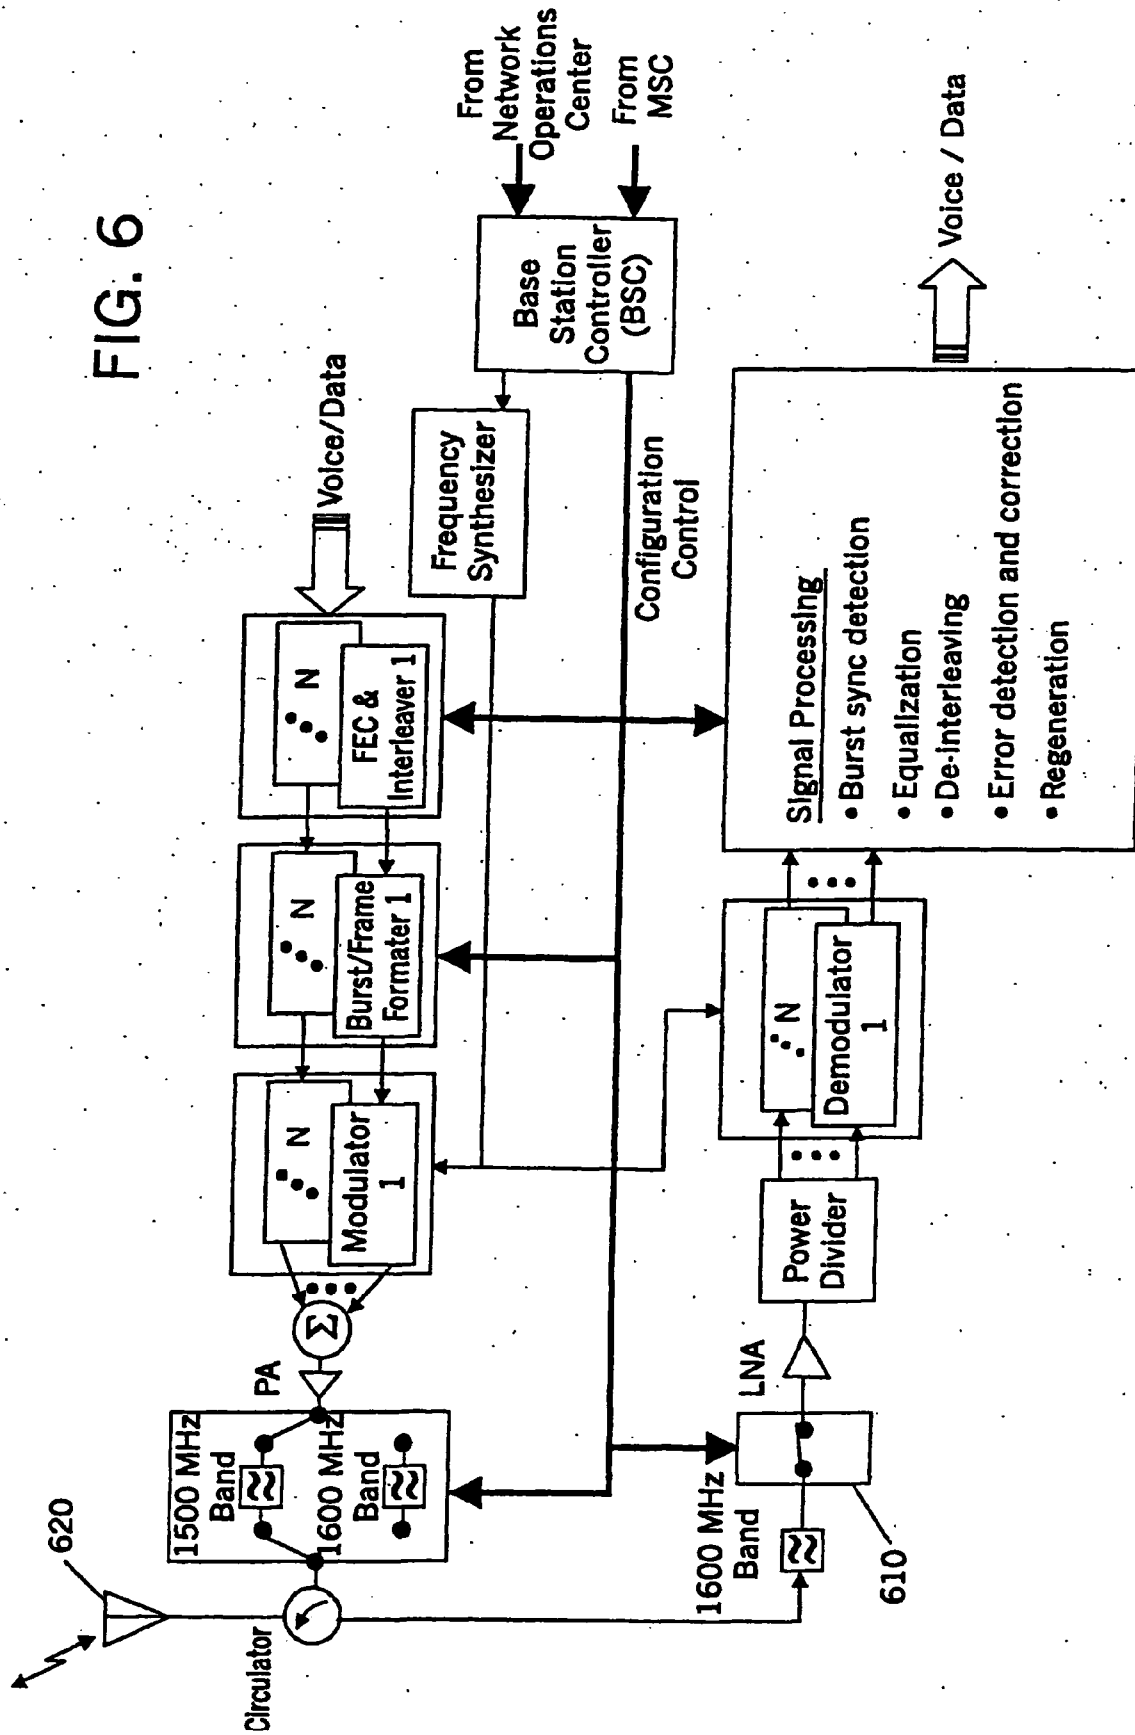 FIG. 6
620
Circulator
1500 MHz
Band
1600 MHz
Band
PA
Σ
N
Modulator
1
N
Burst/Frame
Formater 1
N
FEC &
Interleaver 1
Voice/Data
Frequency
Synthesizer
Base
Station
Controller
(BSC)
From
Network
Operations
Center
From
MSC
Configuration
Control
1600 MHz
Band
610
LNA
Power
Divider
N
Demodulator
1
Signal Processing
• Burst sync detection
• Equalization
• De-interleaving
• Error detection and correction
• Regeneration
Voice / Data